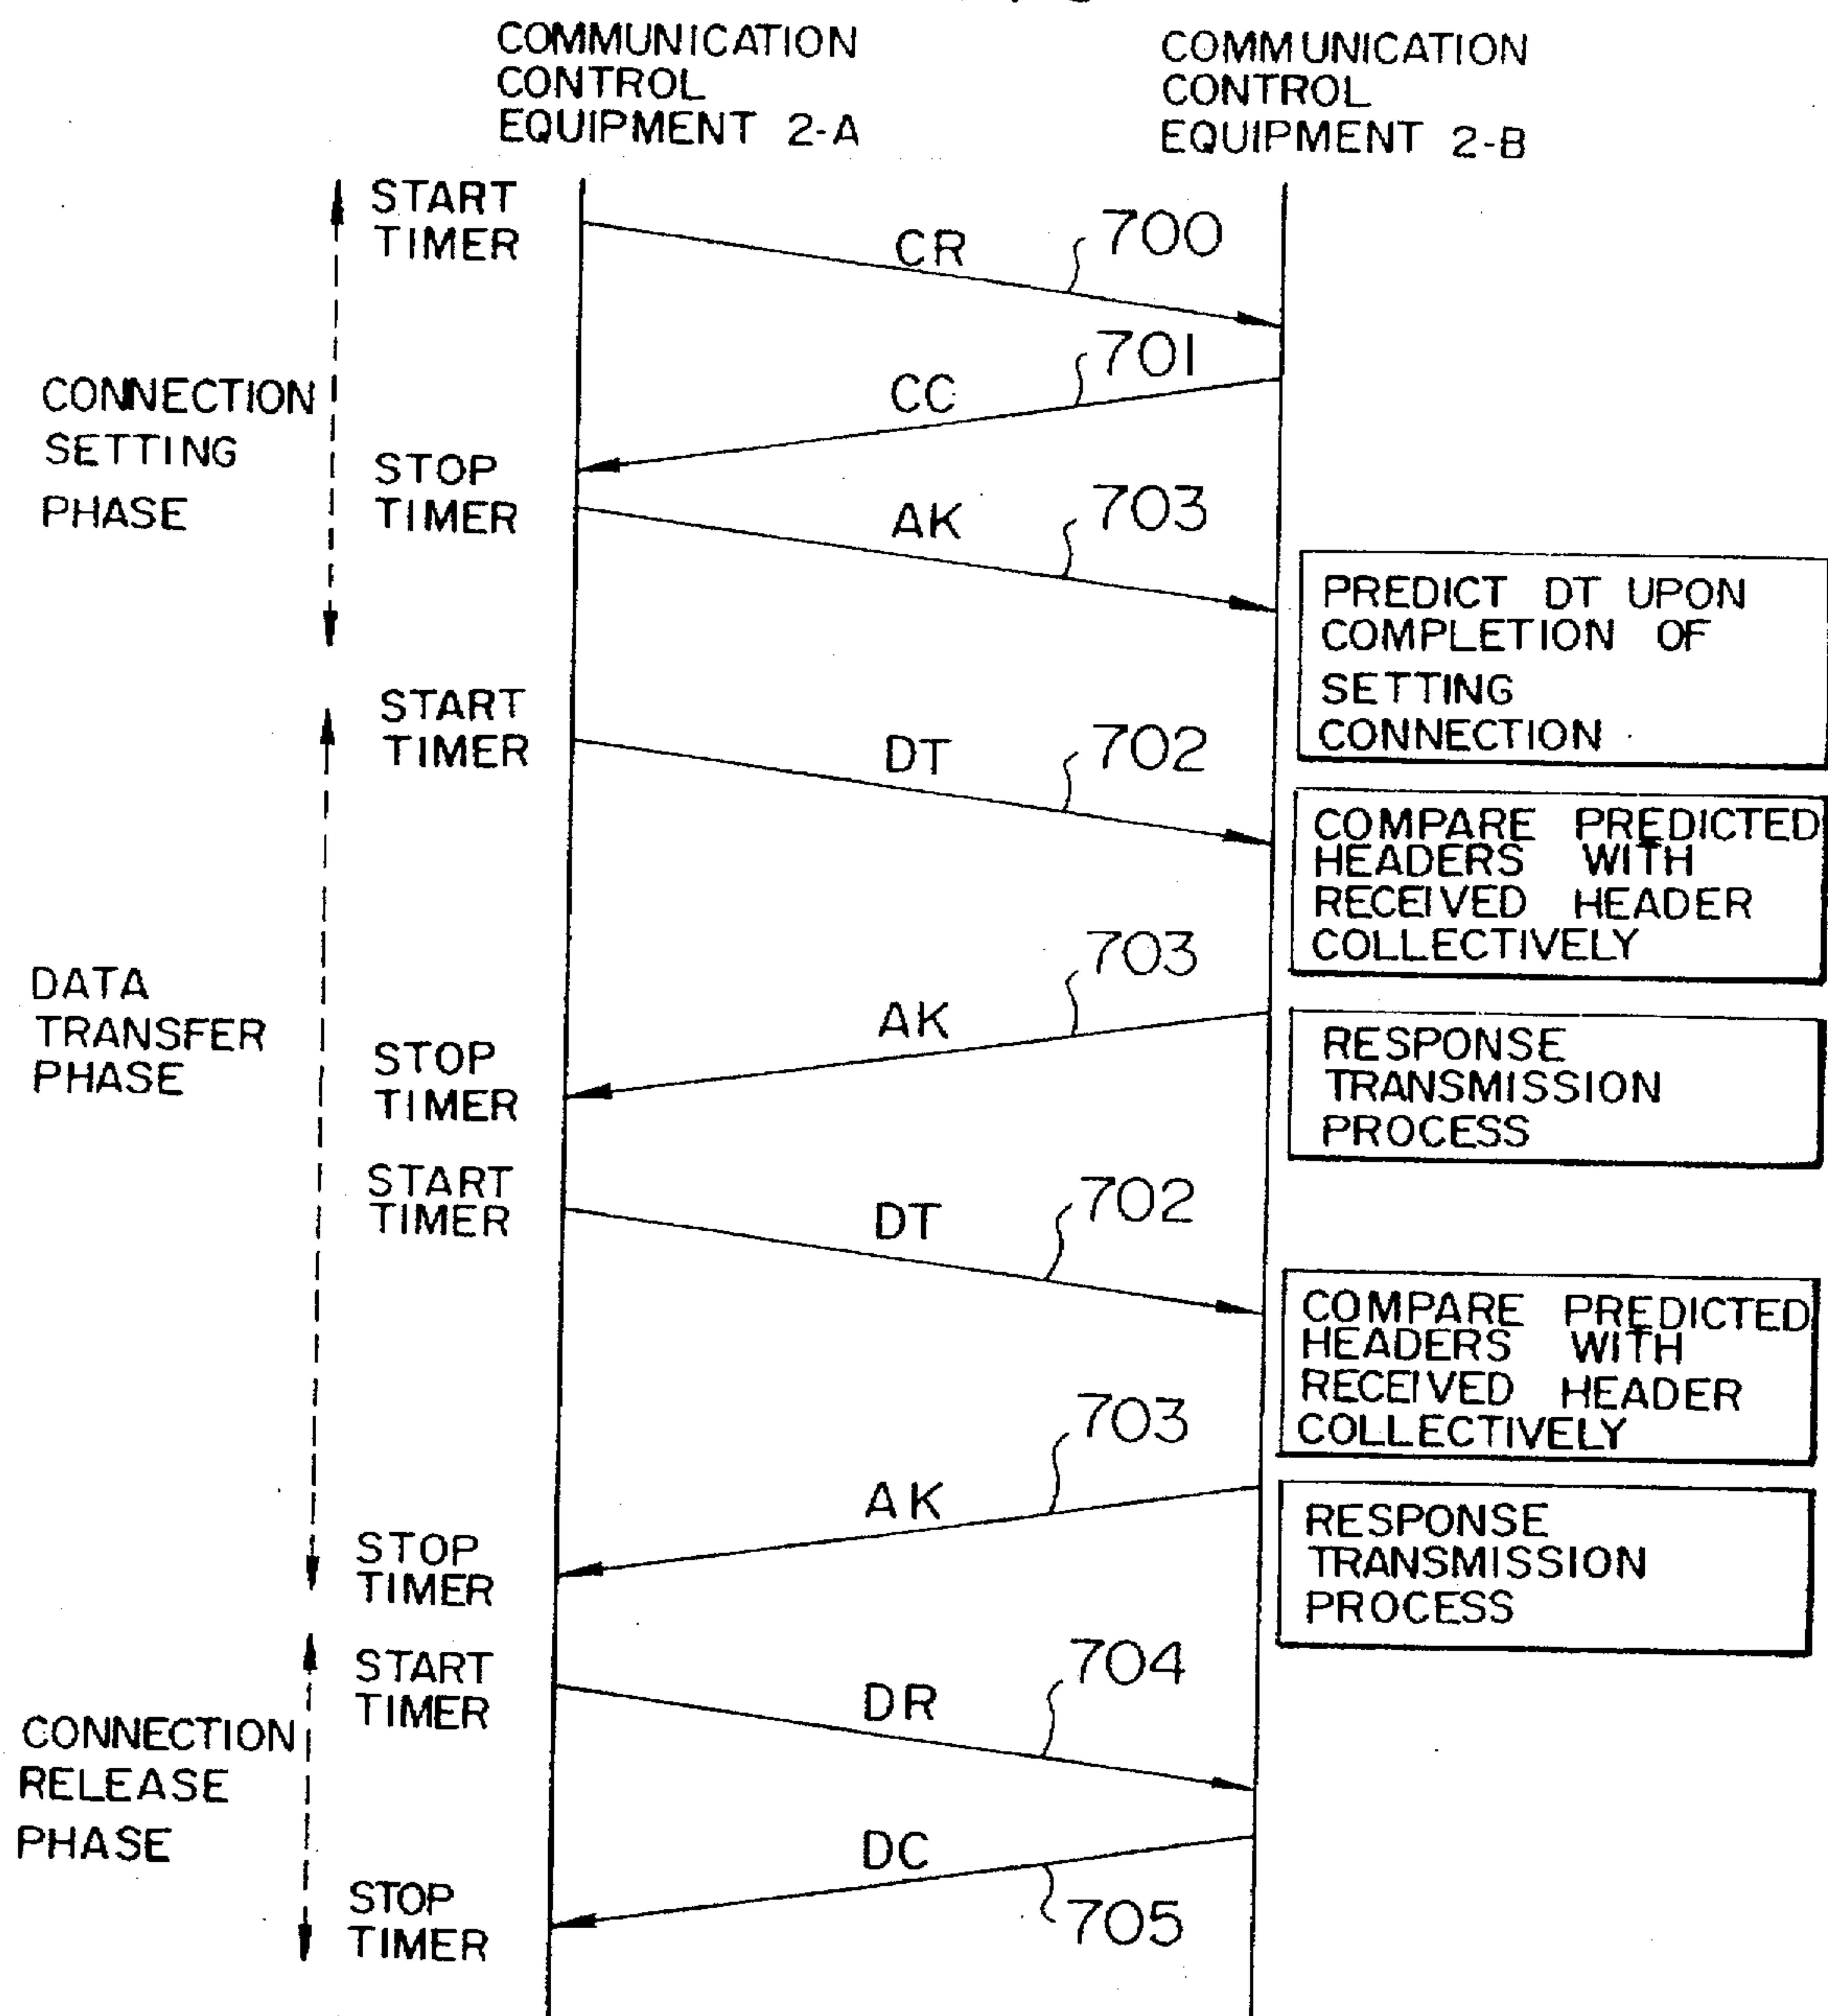 COMMUNICATION
CONTROL
EQUIPMENT 2-A
COMMUNICATION
CONTROL
EQUIPMENT 2-B
START
TIMER
CR
700
701
CC
CONNECTION
SETTING
PHASE
STOP
TIMER
AK
703
PREDICT DT UPON
COMPLETION OF
SETTING
CONNECTION
START
TIMER
DT
702
COMPARE PREDICTED
HEADERS WITH
RECEIVED HEADER
COLLECTIVELY
703
DATA
TRANSFER
PHASE
AK
STOP
TIMER
RESPONSE
TRANSMISSION
PROCESS
START
TIMER
DT
702
COMPARE PREDICTED
HEADERS WITH
RECEIVED HEADER
COLLECTIVELY
703
AK
STOP
TIMER
RESPONSE
TRANSMISSION
PROCESS
START
TIMER
DR
704
CONNECTION
RELEASE
PHASE
DC
705
STOP
TIMER